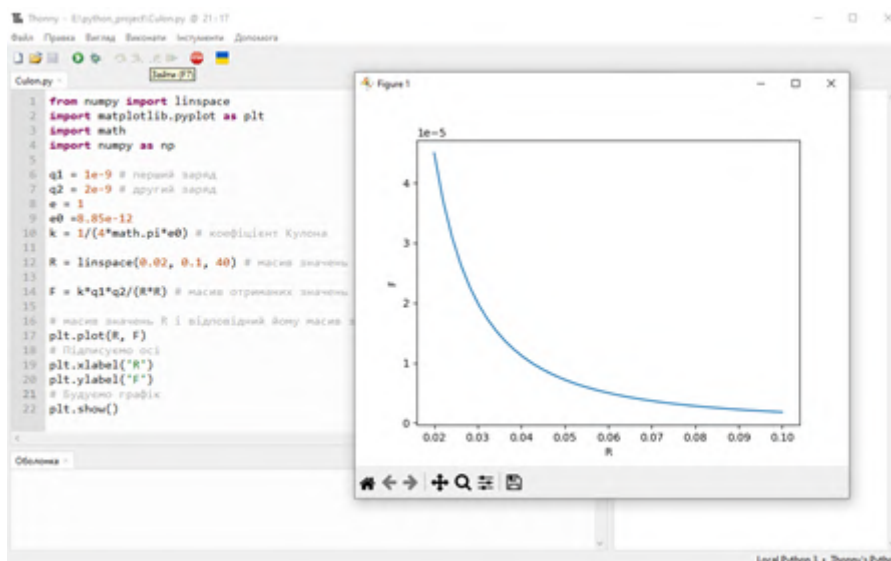 Thonny - E:\python_project\Culon.py @ 21:17
Файл Правка Вигляд Виконати Інструменти Допомога
Зайти (F7)
Culon.py
1 from numpy import linspace
2 import matplotlib.pyplot as plt
3 import math
4 import numpy as np
5
6 q1 = 1e-9 # перший заряд
7 q2 = 2e-9 # другий заряд
8 e = 1
9 e0 =8.85e-12
10 k = 1/(4*math.pi*e0) # коефіцієнт Кулона
11
12 R = linspace(0.02, 0.1, 40) # масив значень
13
14 F = k*q1*q2/(R*R) # масив отриманих значень
15
16 # масив значень R і відповідний йому масив з
17 plt.plot(R, F)
18 # Підписуємо осі
19 plt.xlabel("R")
20 plt.ylabel("F")
21 # Будуємо графік
22 plt.show()
Оболонка
Figure 1
1e-5
4
3
2
1
0
F
0.02 0.03 0.04 0.05 0.06 0.07 0.08 0.09 0.10
R
Local Python 3 • Thonny's Pytho